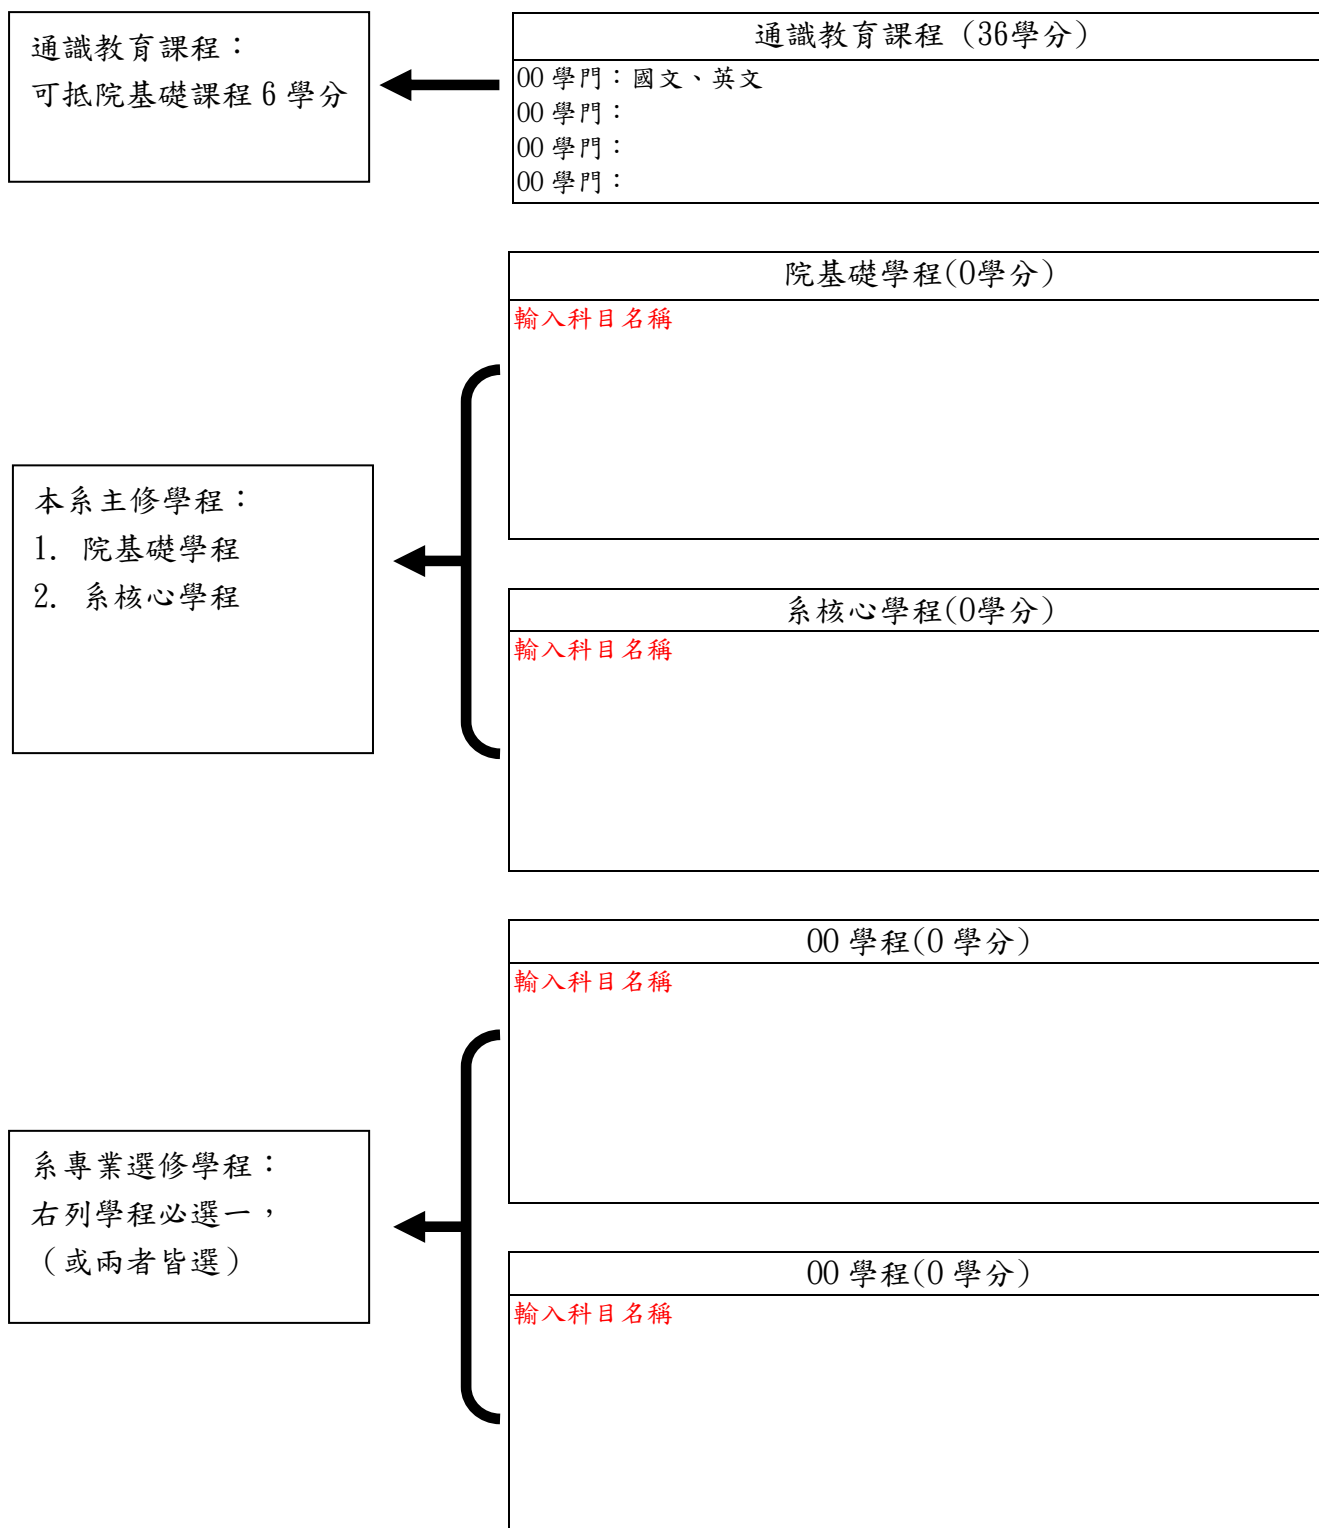 通識教育課程：
可抵院基礎課程 6 學分
通識教育課程（36學分）
00 學門：國文、英文
00 學門：
00 學門：
00 學門：
院基礎學程(0學分)
輸入科目名稱
本系主修學程：
1. 院基礎學程
2. 系核心學程
系核心學程(0學分)
輸入科目名稱
00 學程(0 學分)
輸入科目名稱
系專業選修學程：
右列學程必選一，
（或兩者皆選）
00 學程(0 學分)
輸入科目名稱